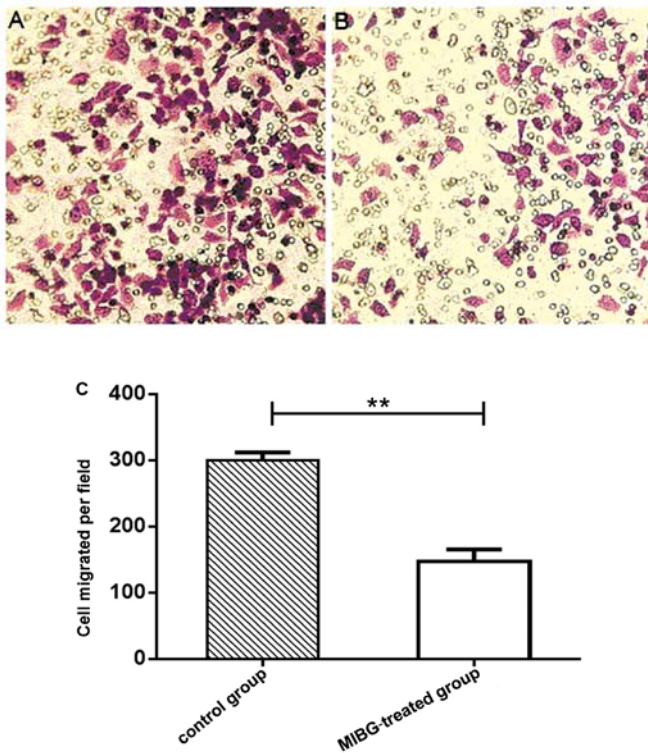 A
B
C
400
**
300
200
100
0
Cell migrated per field
control group
MIBG-treated group